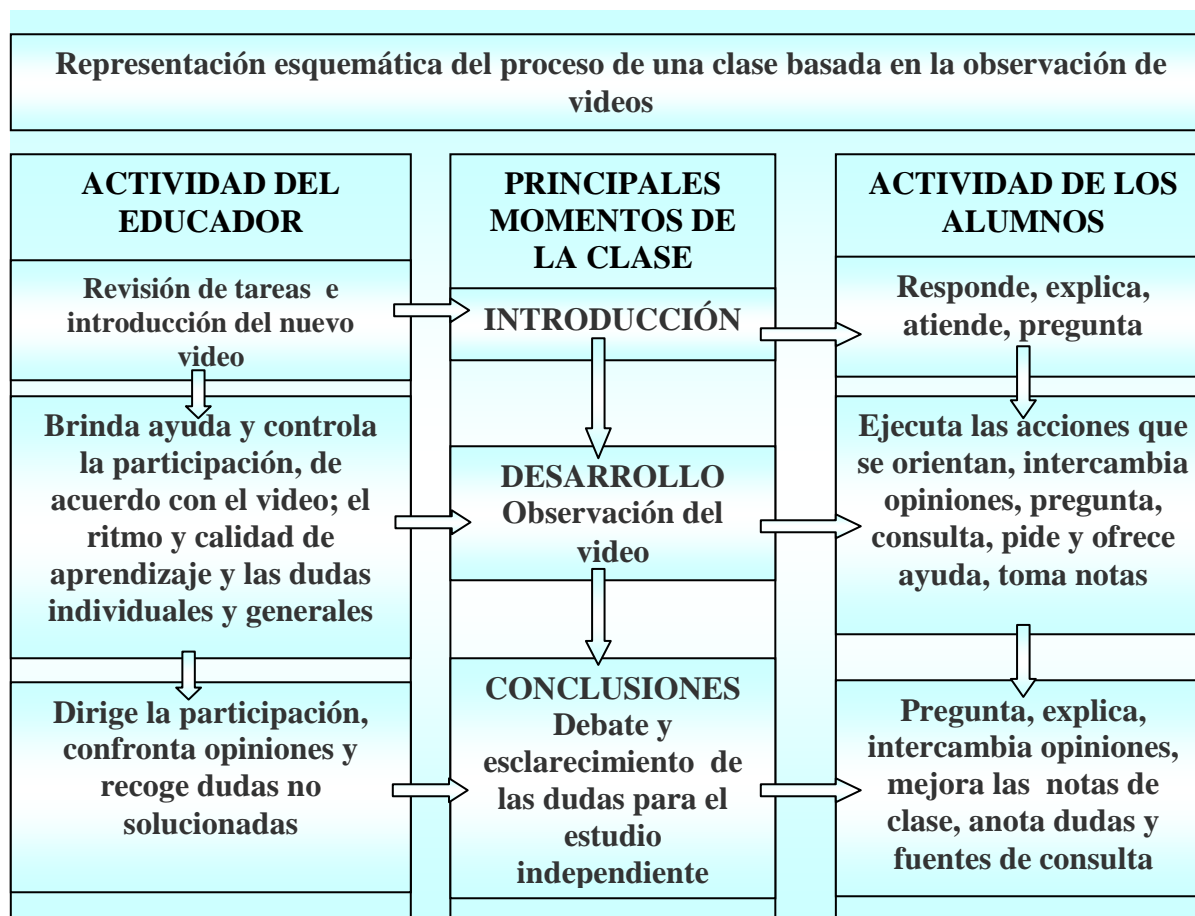 Representación esquemática del proceso de una clase basada en la observación de
videos
ACTIVIDAD DEL
EDUCADOR
PRINCIPALES
MOMENTOS DE
LA CLASE
ACTIVIDAD DE LOS
ALUMNOS
Revisión de tareas e
introducción del nuevo
video
INTRODUCCIÓN
Responde, explica,
atiende, pregunta
Brinda ayuda y controla
la participación, de
acuerdo con el video; el
ritmo y calidad de
aprendizaje y las dudas
individuales y generales
DESARROLLO
Observación del
video
Ejecuta las acciones que
se orientan, intercambia
opiniones, pregunta,
consulta, pide y ofrece
ayuda, toma notas
Dirige la participación,
confronta opiniones y
recoge dudas no
solucionadas
CONCLUSIONES
Debate y
esclarecimiento de
las dudas para el
estudio
independiente
Pregunta, explica,
intercambia opiniones,
mejora las notas de
clase, anota dudas y
fuentes de consulta